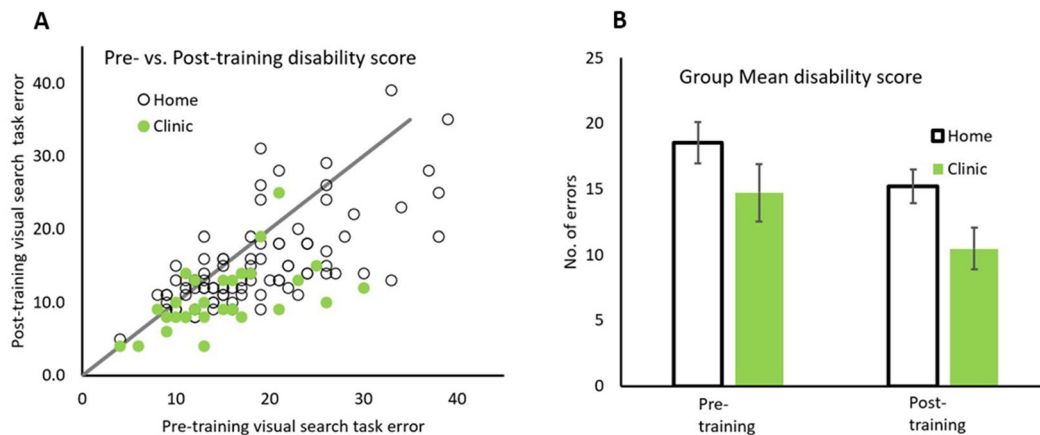 A
Pre- vs. Post-training disability score
Home
Clinic
Post-training visual search task error
40.0
30.0
20.0
10.0
0.0
0
10
20
30
40
Pre-training visual search task error
B
Group Mean disability score
Home
Clinic
No. of errors
25
20
15
10
5
0
Pre-
training
Post-
training